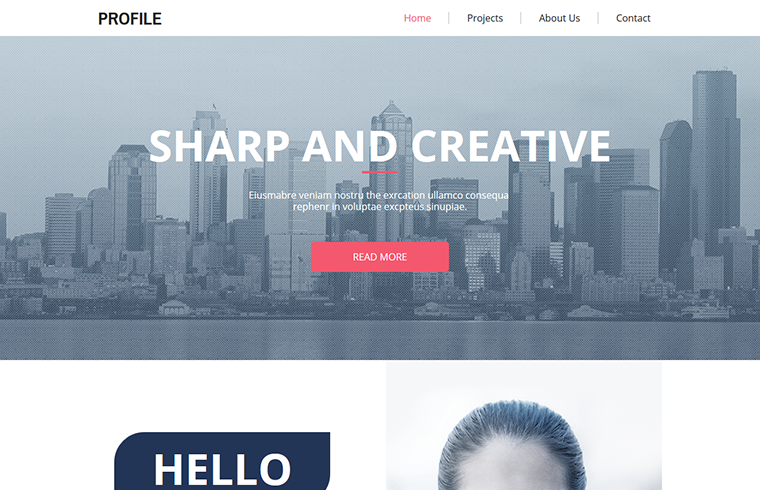 PROFILE
Home
Projects
About Us
Contact
SHARP AND CREATIVE
Eiusmabre veniam nostru the exrcation ullamco consequa
rephenr in voluptae excpteus sinupiae.
READ MORE
HELLO